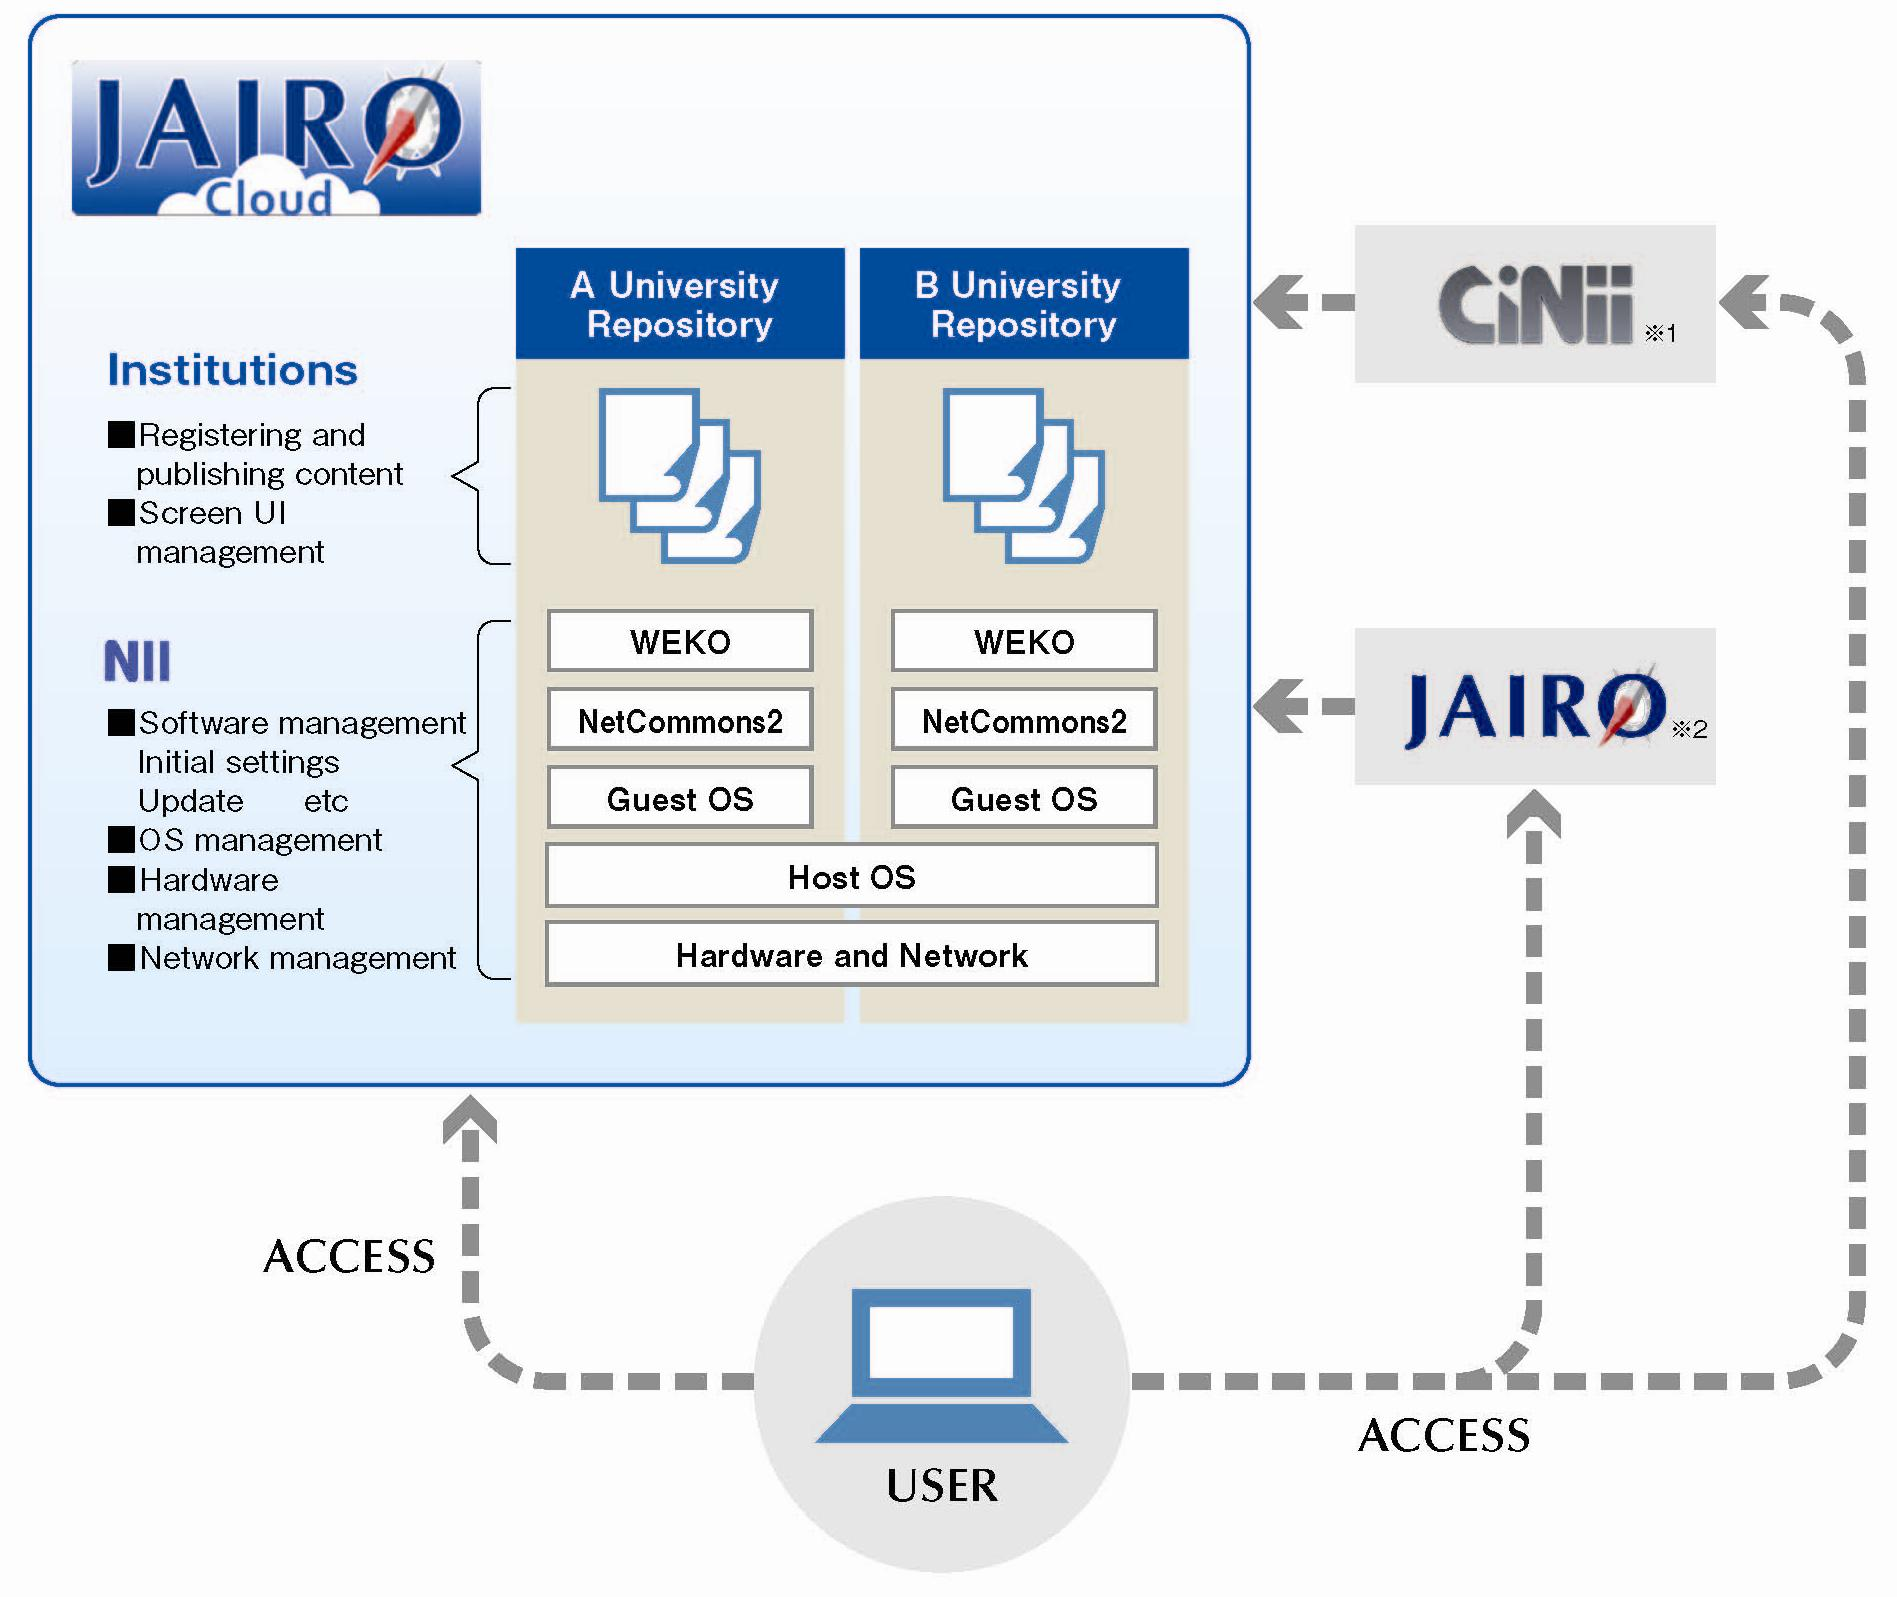 JAIRO
Cloud
A University
Repository
B University
Repository
CiNii ※1
Institutions
■Registering and
publishing content
■Screen UI
management
NII
■Software management
Initial settings
Update etc
■OS management
■Hardware
management
■Network management
WEKO
WEKO
NetCommons2
NetCommons2
Guest OS
Guest OS
Host OS
Hardware and Network
JAIRO ※2
ACCESS
USER
ACCESS